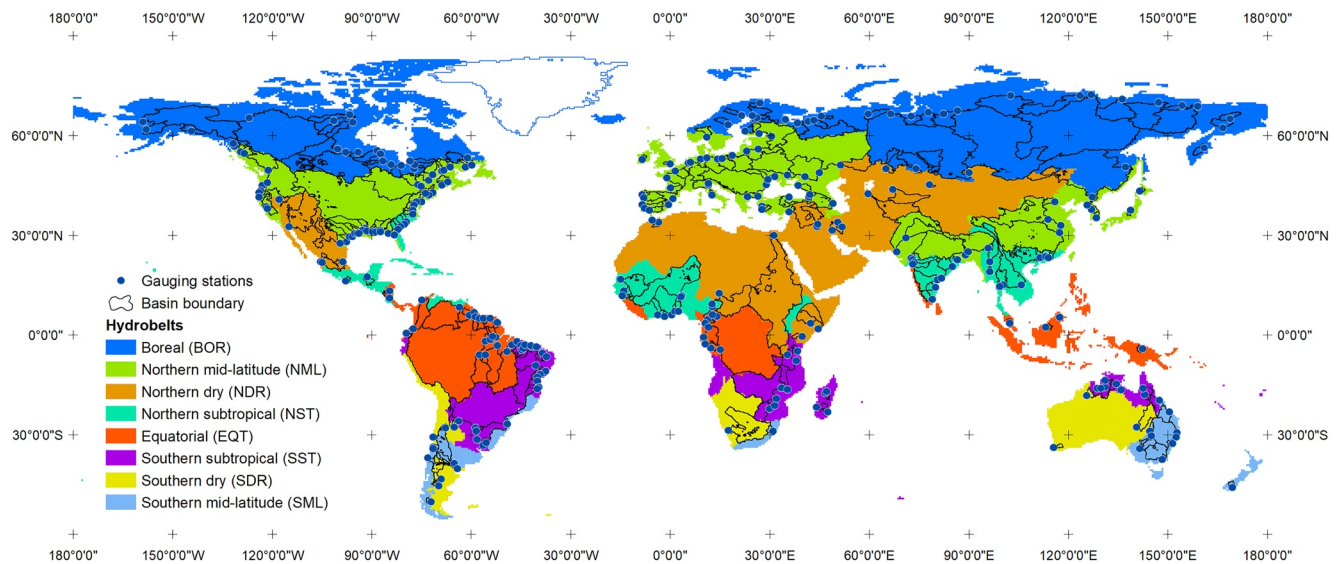 180°0'0" 150°0'0"W 120°0'0"W 90°0'0"W 60°0'0"W 30°0'0"W 0°0'0" 30°0'0"E 60°0'0"E 90°0'0"E 120°0'0"E 150°0'0"E 180°0'0"
60°0'0"N 60°0'0"N
30°0'0"N 30°0'0"N
Gauging stations
Basin boundary
Hydrobelts
0°0'0" 0°0'0"
Boreal (BOR)
Northern mid-latitude (NML)
Northern dry (NDR)
Northern subtropical (NST)
Equatorial (EQT)
30°0'0"S 30°0'0"S
Southern subtropical (SST)
Southern dry (SDR)
Southern mid-latitude (SML)
180°0'0" 150°0'0"W 120°0'0"W 90°0'0"W 60°0'0"W 30°0'0"W 0°0'0" 30°0'0"E 60°0'0"E 90°0'0"E 120°0'0"E 150°0'0"E 180°0'0"